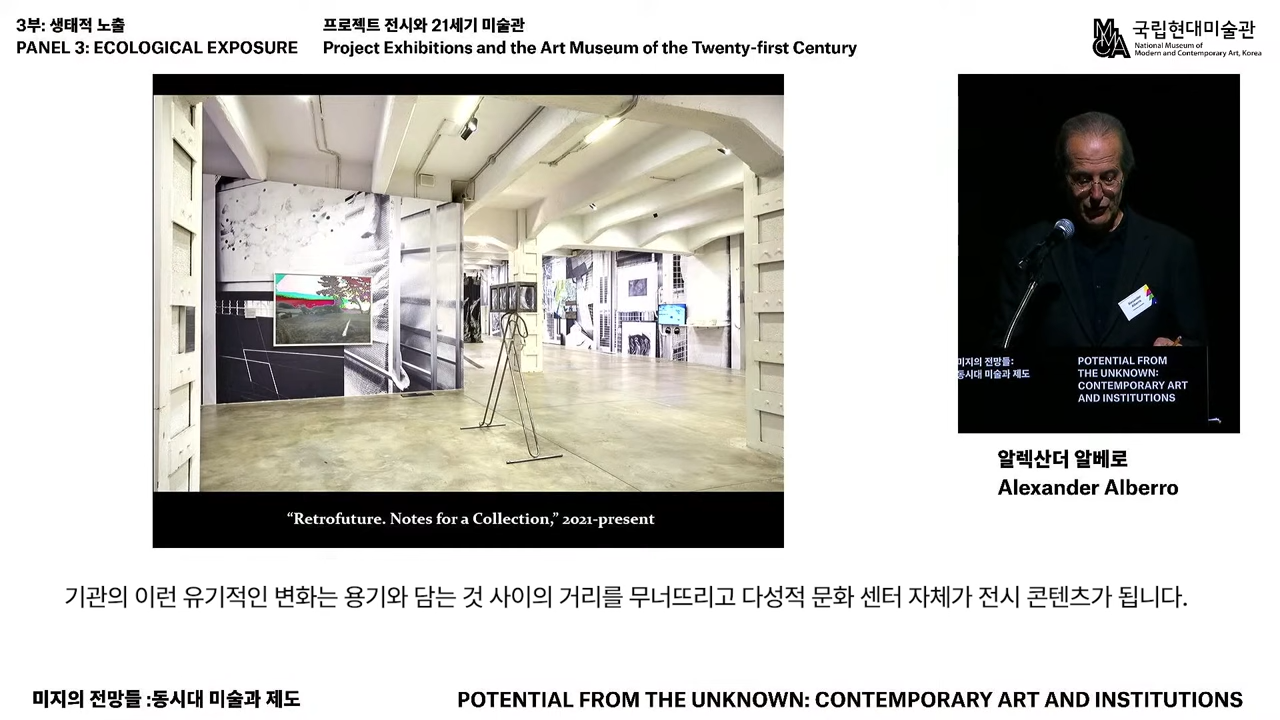 3부: 생태적 노출
PANEL 3: ECOLOGICAL EXPOSURE
프로젝트 전시와 21세기 미술관
Project Exhibitions and the Art Museum of the Twenty-first Century
MMCA
국립현대미술관
National Museum of
Modern and Contemporary Art, Korea
“Retrofuture. Notes for a Collection,” 2021-present
미지의 전망들:
동시대 미술과 제도
POTENTIAL FROM
THE UNKNOWN:
CONTEMPORARY ART
AND INSTITUTIONS
알렉산더 알베로
Alexander Alberro
기관의 이런 유기적인 변화는 용기와 담는 것 사이의 거리를 무너뜨리고 다성적 문화 센터 자체가 전시 콘텐츠가 됩니다.
미지의 전망들 :동시대 미술과 제도
POTENTIAL FROM THE UNKNOWN: CONTEMPORARY ART AND INSTITUTIONS